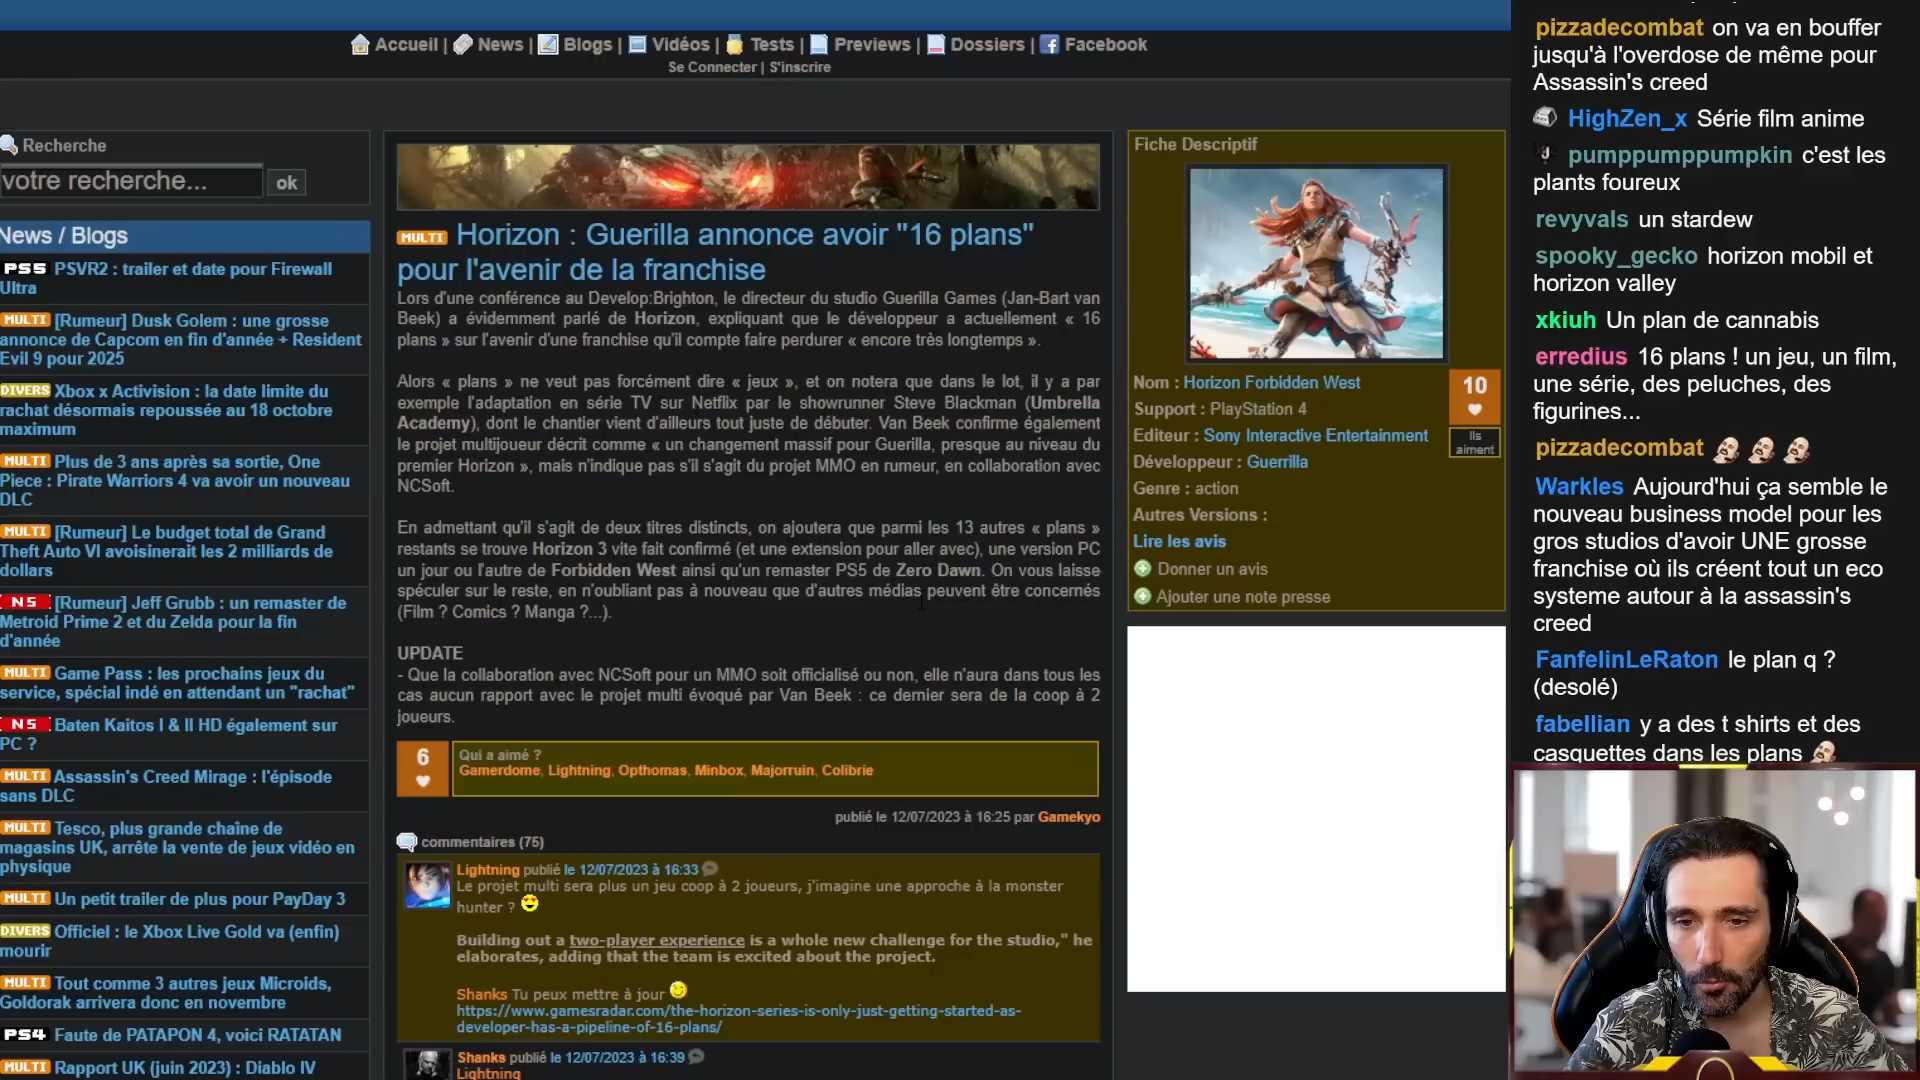 Accueil | News | Blogs | Vidéos | Tests | Previews | Dossiers | Facebook
Se Connecter | S'inscrire
Recherche
votre recherche...
ok
News / Blogs
PS5 PSVR2 : trailer et date pour Firewall
Ultra
MULTI [Rumeur] Dusk Golem : une grosse
annonce de Capcom en fin d'année + Resident
Evil 9 pour 2025
DIVERS Xbox x Activision : la date limite du
rachat désormais repoussée au 18 octobre
maximum
MULTI Plus de 3 ans après sa sortie, One
Piece : Pirate Warriors 4 va avoir un nouveau
DLC
MULTI [Rumeur] Le budget total de Grand
Theft Auto VI avoisinerait les 2 milliards de
dollars
NS [Rumeur] Jeff Grubb : un remaster de
Metroid Prime 2 et du Zelda pour la fin
d'année
MULTI Game Pass : les prochains jeux du
service, spécial indé en attendant un "rachat"
NS Baten Kaitos I & II HD également sur
PC ?
MULTI Assassin's Creed Mirage : l'épisode
sans DLC
MULTI Tesco, plus grande chaîne de
magasins UK, arrête la vente de jeux vidéo en
physique
MULTI Un petit trailer de plus pour PayDay 3
DIVERS Officiel : le Xbox Live Gold va (enfin)
mourir
MULTI Tout comme 3 autres jeux Microids,
Goldorak arrivera donc en novembre
PS4 Faute de PATAPON 4, voici RATATAN
MULTI Rapport UK (juin 2023) : Diablo IV
MULTI Horizon : Guerilla annonce avoir "16 plans"
pour l'avenir de la franchise
Lors d'une conférence au Develop:Brighton, le directeur du studio Guerilla Games (Jan-Bart van
Beek) a évidemment parlé de Horizon, expliquant que le développeur a actuellement « 16
plans » sur l'avenir d'une franchise qu'il compte faire perdurer « encore très longtemps ».
Alors « plans » ne veut pas forcément dire « jeux », et on notera que dans le lot, il y a par
exemple l'adaptation en série TV sur Netflix par le showrunner Steve Blackman (Umbrella
Academy), dont le chantier vient d'ailleurs tout juste de débuter. Van Beek confirme également
le projet multijoueur décrit comme « un changement massif pour Guerilla, presque au niveau du
premier Horizon », mais n'indique pas s'il s'agit du projet MMO en rumeur, en collaboration avec
NCSoft.
En admettant qu'il s'agit de deux titres distincts, on ajoutera que parmi les 13 autres « plans »
restants se trouve Horizon 3 vite fait confirmé (et une extension pour aller avec), une version PC
un jour ou l'autre de Forbidden West ainsi qu'un remaster PS5 de Zero Dawn. On vous laisse
spéculer sur le reste, en n'oubliant pas à nouveau que d'autres médias peuvent être concernés
(Film ? Comics ? Manga ?...).
UPDATE
- Que la collaboration avec NCSoft pour un MMO soit officialisé ou non, elle n'aura dans tous les
cas aucun rapport avec le projet multi évoqué par Van Beek : ce dernier sera de la coop à 2
joueurs.
6
Qui a aimé ?
Gamerdome, Lightning, Opthomas, Minbox, Majorruin, Colibrie
publié le 12/07/2023 à 16:25 par Gamekyo
commentaires (75)
Lightning publié le 12/07/2023 à 16:33
Le projet multi sera plus un jeu coop à 2 joueurs, j'imagine une approche à la monster
hunter ?
Building out a two-player experience is a whole new challenge for the studio," he
elaborates, adding that the team is excited about the project.
Shanks Tu peux mettre à jour
https://www.gamesradar.com/the-horizon-series-is-only-just-getting-started-as-
developer-has-a-pipeline-of-16-plans/
Shanks publié le 12/07/2023 à 16:39
Lightning
Fiche Descriptif
Nom : Horizon Forbidden West
Support : PlayStation 4
Editeur : Sony Interactive Entertainment
Développeur : Guerrilla
Genre : action
Autres Versions :
Lire les avis
Donner un avis
Ajouter une note presse
10
Ils
aiment
pizzadecombat on va en bouffer
jusqu'à l'overdose de même pour
Assassin's creed
HighZen_x Série film anime
pumppumppumpkin c'est les
plants foureux
revyvals un stardew
spooky_gecko horizon mobil et
horizon valley
xkiuh Un plan de cannabis
erredius 16 plans ! un jeu, un film,
une série, des peluches, des
figurines...
pizzadecombat
Warkles Aujourd'hui ça semble le
nouveau business model pour les
gros studios d'avoir UNE grosse
franchise où ils créent tout un eco
systeme autour à la assassin's
creed
FanfelinLeRaton le plan q ?
(desolé)
fabellian y a des t shirts et des
casquettes dans les plans